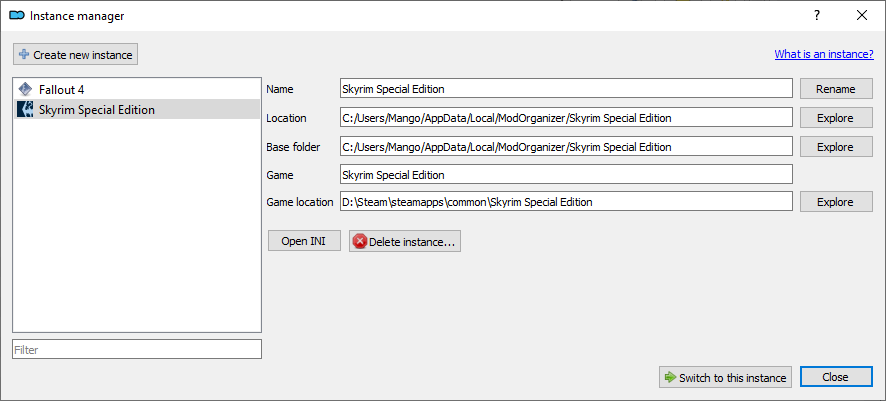 Instance manager
?
Create new instance
What is an instance?
Fallout 4
Skyrim Special Edition
Name Skyrim Special Edition Rename
Location C:/Users/Mango/AppData/Local/ModOrganizer/Skyrim Special Edition Explore
Base folder C:/Users/Mango/AppData/Local/ModOrganizer/Skyrim Special Edition Explore
Game Skyrim Special Edition
Game location D:\Steam\steamapps\common\Skyrim Special Edition Explore
Open INI Delete instance...
Filter
Switch to this instance Close